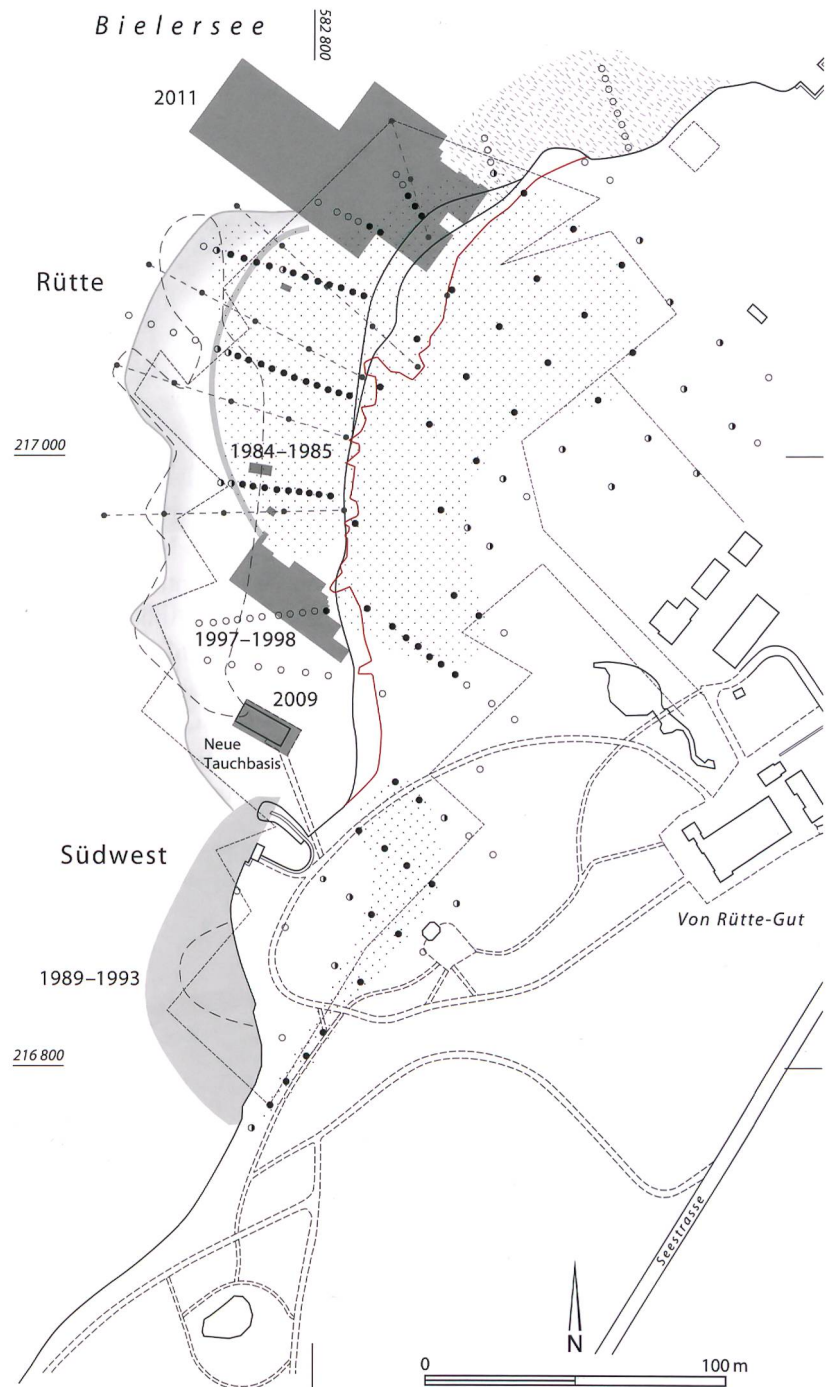 Bielersee
582 800
2011
Rütte
217 000
1984–1985
1997–1998
2009
Neue
Tauchbasis
Südwest
Von Rütte-Gut
1989–1993
216 800
Seestrasse
N
0
100 m